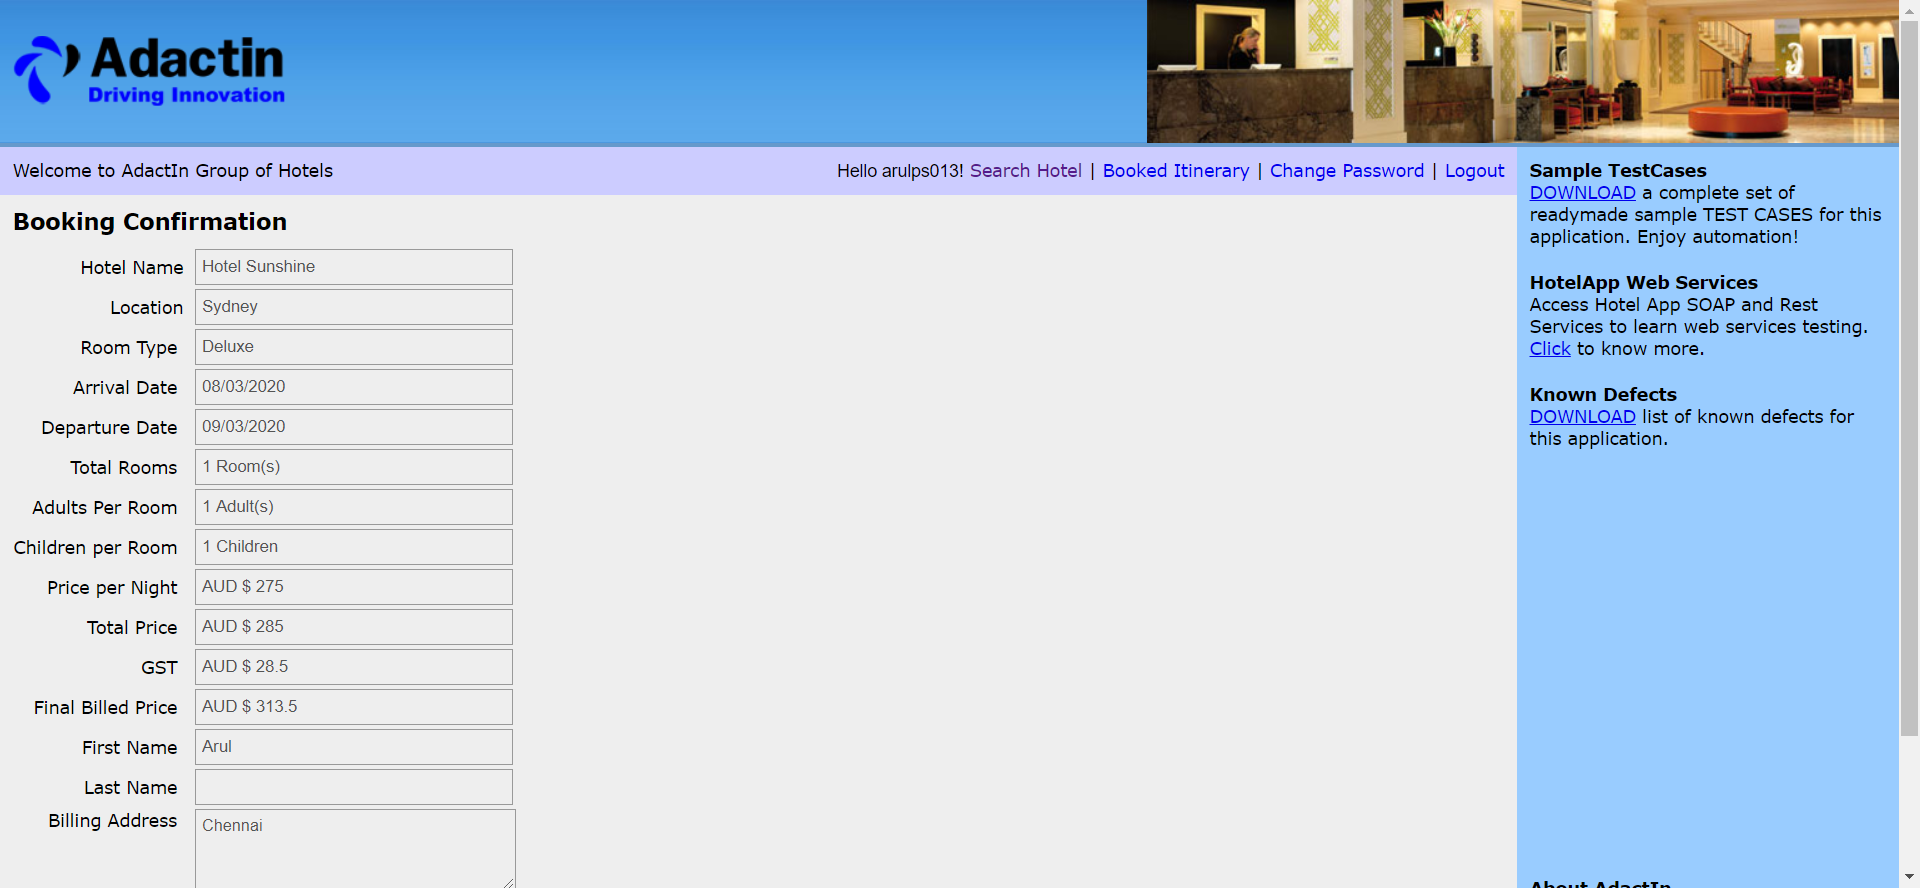 Adactin
Driving Innovation
Welcome to AdactIn Group of Hotels
Hello arulps013! Search Hotel | Booked Itinerary | Change Password | Logout
Booking Confirmation
Hotel Name Hotel Sunshine
Location Sydney
Room Type Deluxe
Arrival Date 08/03/2020
Departure Date 09/03/2020
Total Rooms 1 Room(s)
Adults Per Room 1 Adult(s)
Children per Room 1 Children
Price per Night AUD $ 275
Total Price AUD $ 285
GST AUD $ 28.5
Final Billed Price AUD $ 313.5
First Name Arul
Last Name
Billing Address Chennai
Sample TestCases
DOWNLOAD a complete set of
readymade sample TEST CASES for this
application. Enjoy automation!
HotelApp Web Services
Access Hotel App SOAP and Rest
Services to learn web services testing.
Click to know more.
Known Defects
DOWNLOAD list of known defects for
this application.
About AdactIn